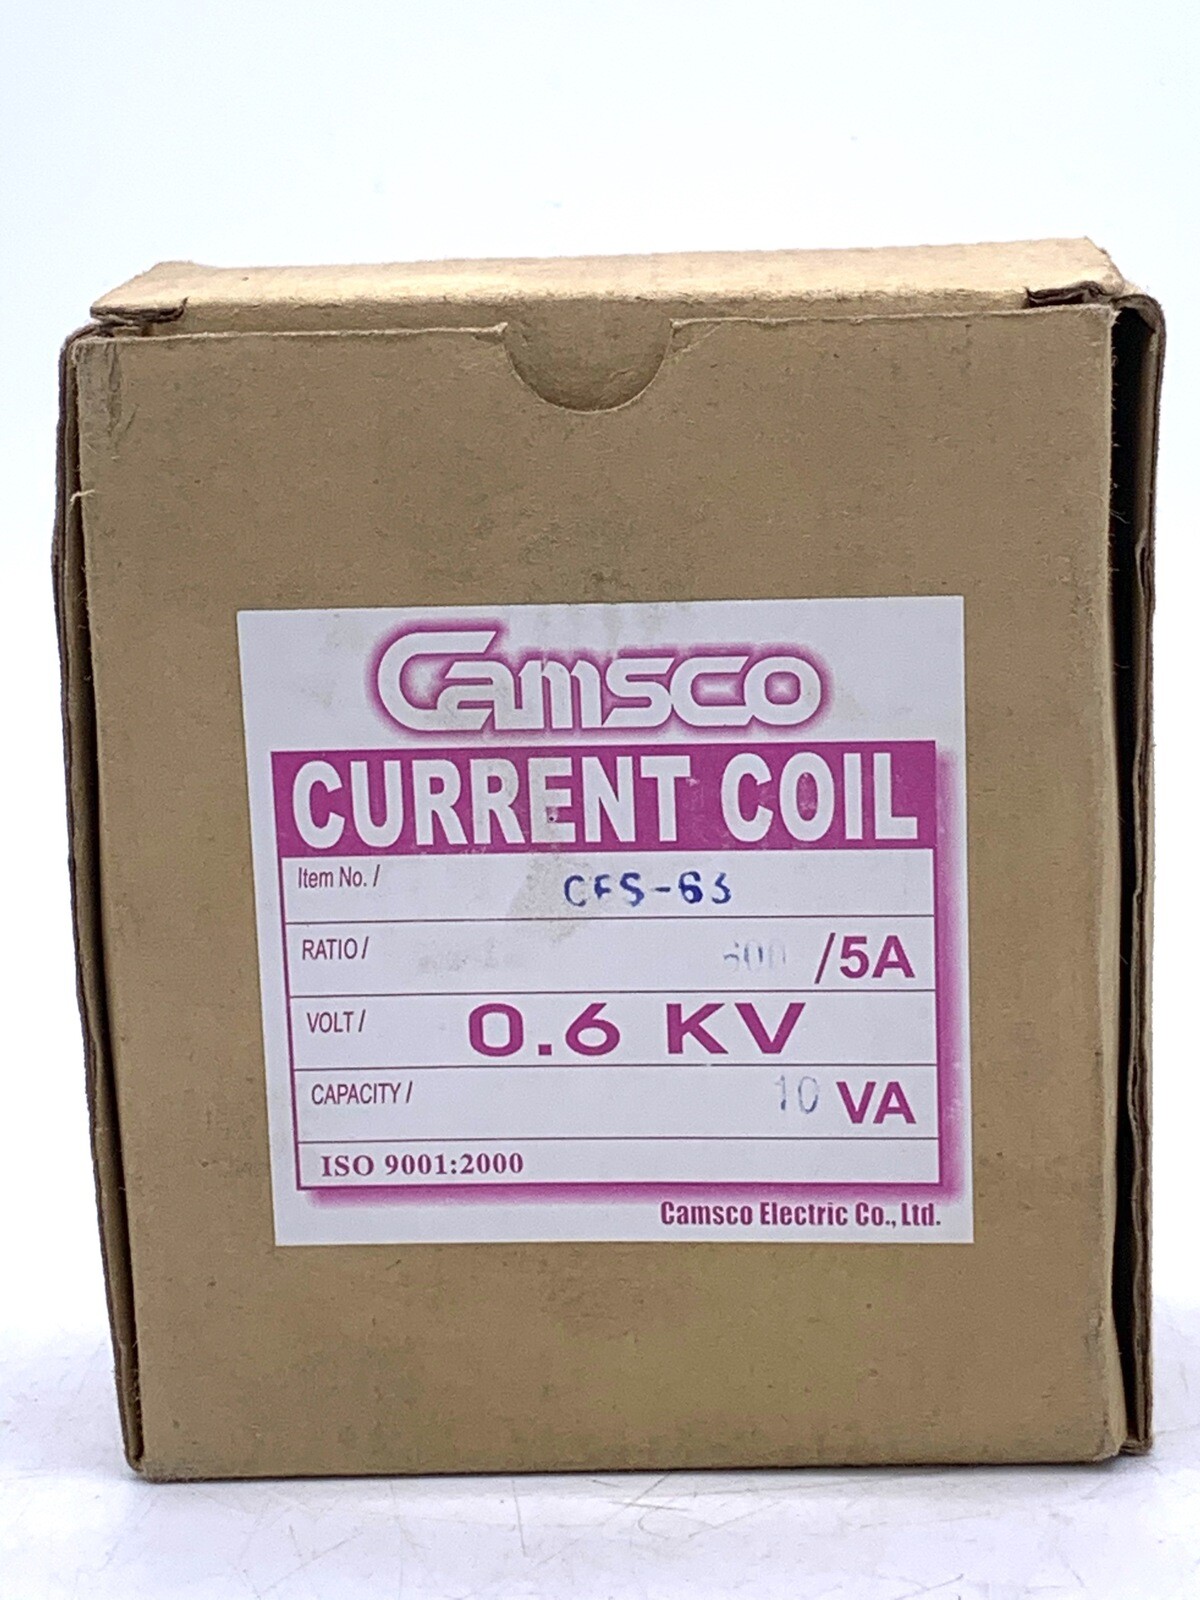 Camsco
CURRENT COIL
Item No. / CFS-63
RATIO / 600 /5A
VOLT / 0.6 KV
CAPACITY / 10 VA
ISO 9001:2000
Camsco Electric Co., Ltd.